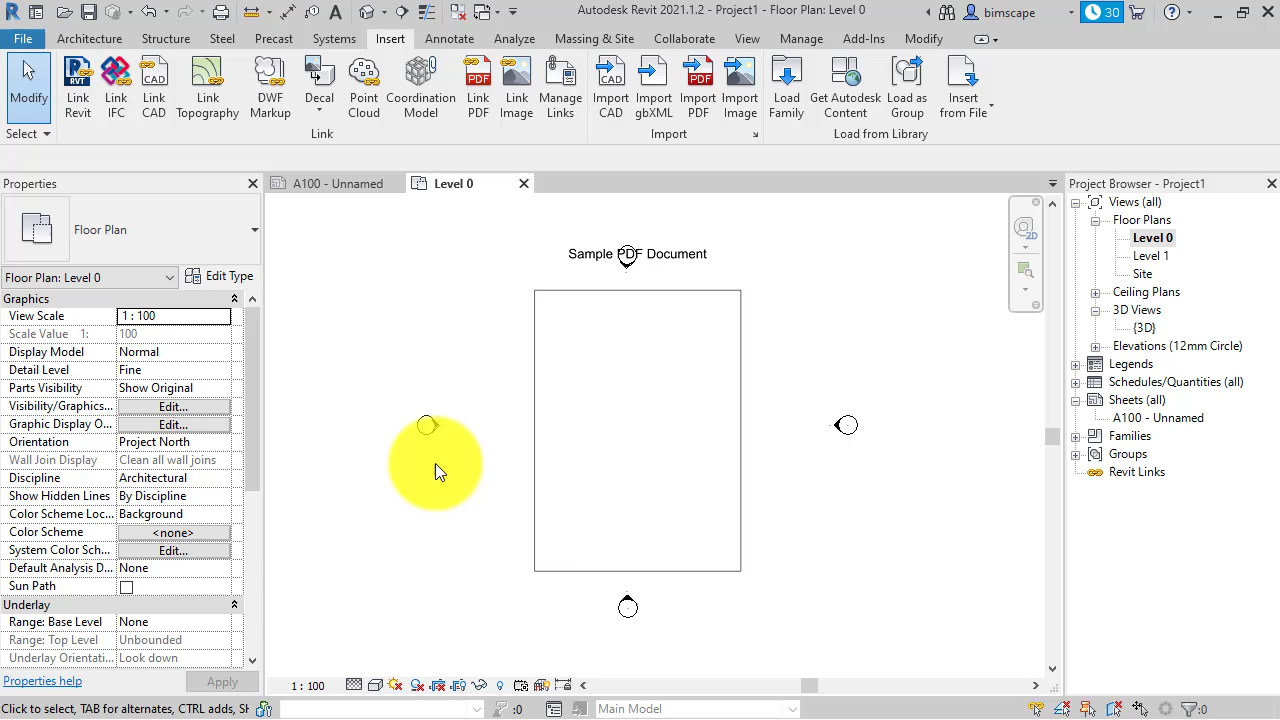 Autodesk Revit 2021.1.2 - Project1 - Floor Plan: Level 0
bimscape
30
File
Architecture
Structure
Steel
Precast
Systems
Insert
Annotate
Analyze
Massing & Site
Collaborate
View
Manage
Add-Ins
Modify
Modify
Link Revit
Link IFC
Link CAD
Link Topography
DWF Markup
Decal
Point Cloud
Coordination Model
Link PDF
Link Image
Manage Links
Import CAD
Import gbXML
Import PDF
Import Image
Load Family
Get Autodesk Content
Load as Group
Insert from File
Select
Link
Import
Load from Library
Properties
A100 - Unnamed
Level 0
Project Browser - Project1
Floor Plan
Floor Plan: Level 0
Edit Type
Graphics
View Scale 1 : 100
Scale Value 1: 100
Display Model Normal
Detail Level Fine
Parts Visibility Show Original
Visibility/Graphics... Edit...
Graphic Display O... Edit...
Orientation Project North
Wall Join Display Clean all wall joins
Discipline Architectural
Show Hidden Lines By Discipline
Color Scheme Loc... Background
Color Scheme <none>
System Color Sch... Edit...
Default Analysis D... None
Sun Path
Underlay
Range: Base Level None
Range: Top Level Unbounded
Underlay Orientati... Look down
Properties help
Apply
Sample PDF Document
2D
Views (all)
Floor Plans
Level 0
Level 1
Site
Ceiling Plans
3D Views
{3D}
Elevations (12mm Circle)
Legends
Schedules/Quantities (all)
Sheets (all)
A100 - Unnamed
Families
Groups
Revit Links
1 : 100
Click to select, TAB for alternates, CTRL adds, SH
:0
Main Model
:0